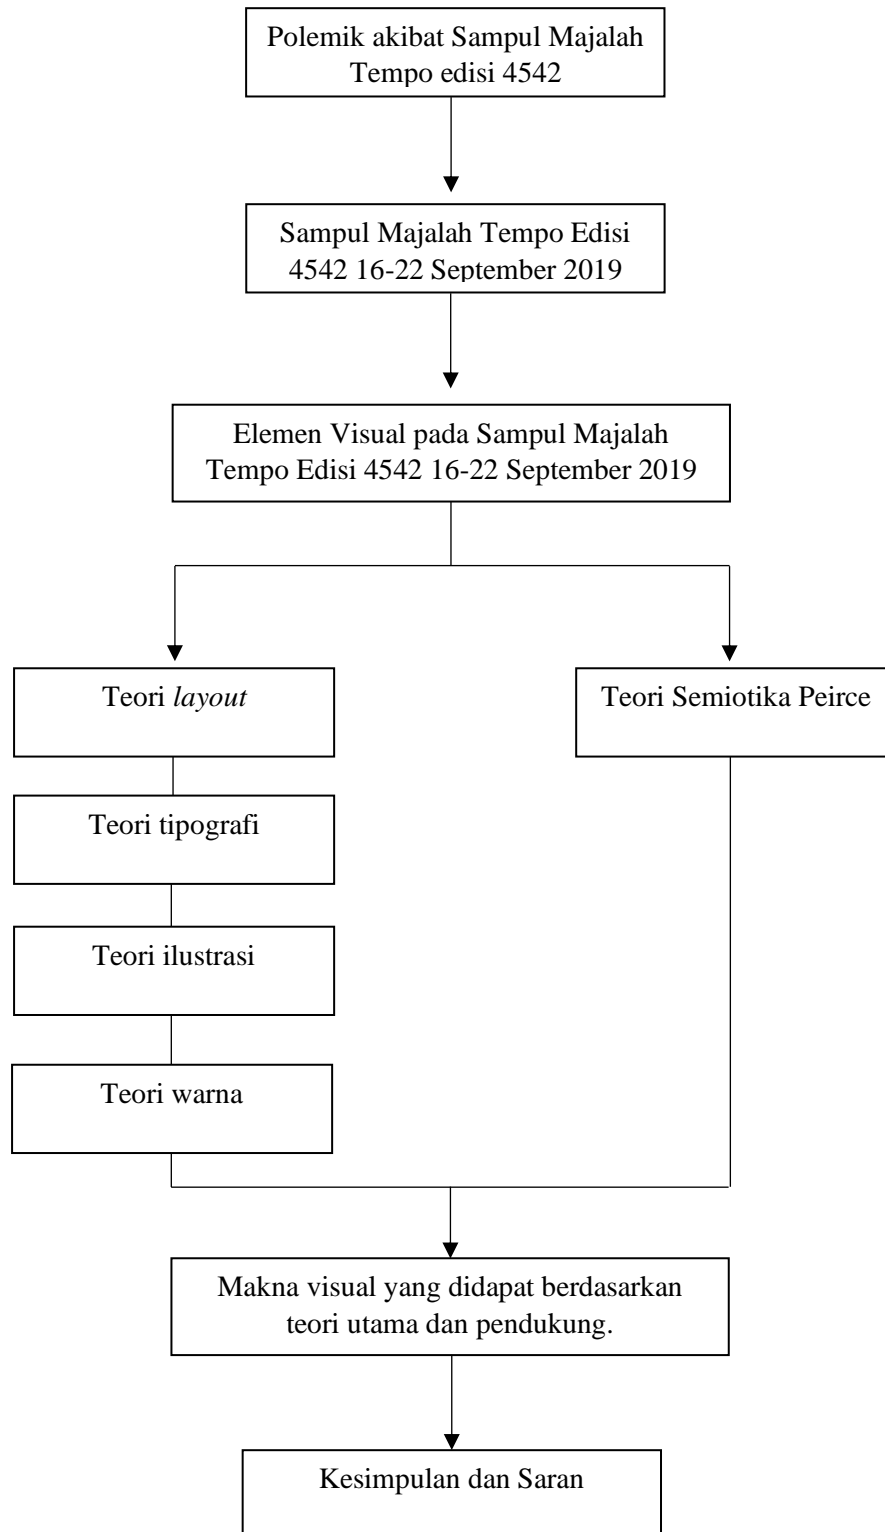 Polemik akibat Sampul Majalah
Tempo edisi 4542
Sampul Majalah Tempo Edisi
4542 16-22 September 2019
Elemen Visual pada Sampul Majalah
Tempo Edisi 4542 16-22 September 2019
Teori layout
Teori Semiotika Peirce
Teori tipografi
Teori ilustrasi
Teori warna
Makna visual yang didapat berdasarkan
teori utama dan pendukung.
Kesimpulan dan Saran